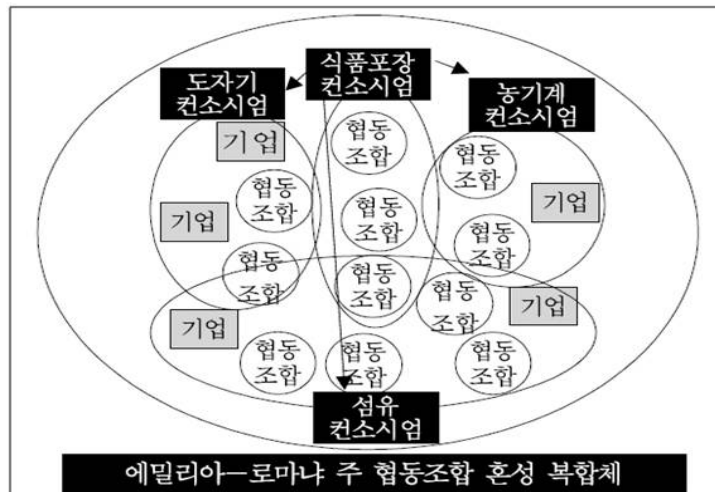 식품포장
컨소시엄
도자기
컨소시엄
농기계
컨소시엄
기업
협동
조합
협동
조합
협동
조합
기업
협동
조합
기업
협동
조합
협동
조합
협동
조합
협동
조합
기업
기업
협동
조합
협동
조합
협동
조합
섬유
컨소시엄
에밀리아-로마냐 주 협동조합 혼성 복합체